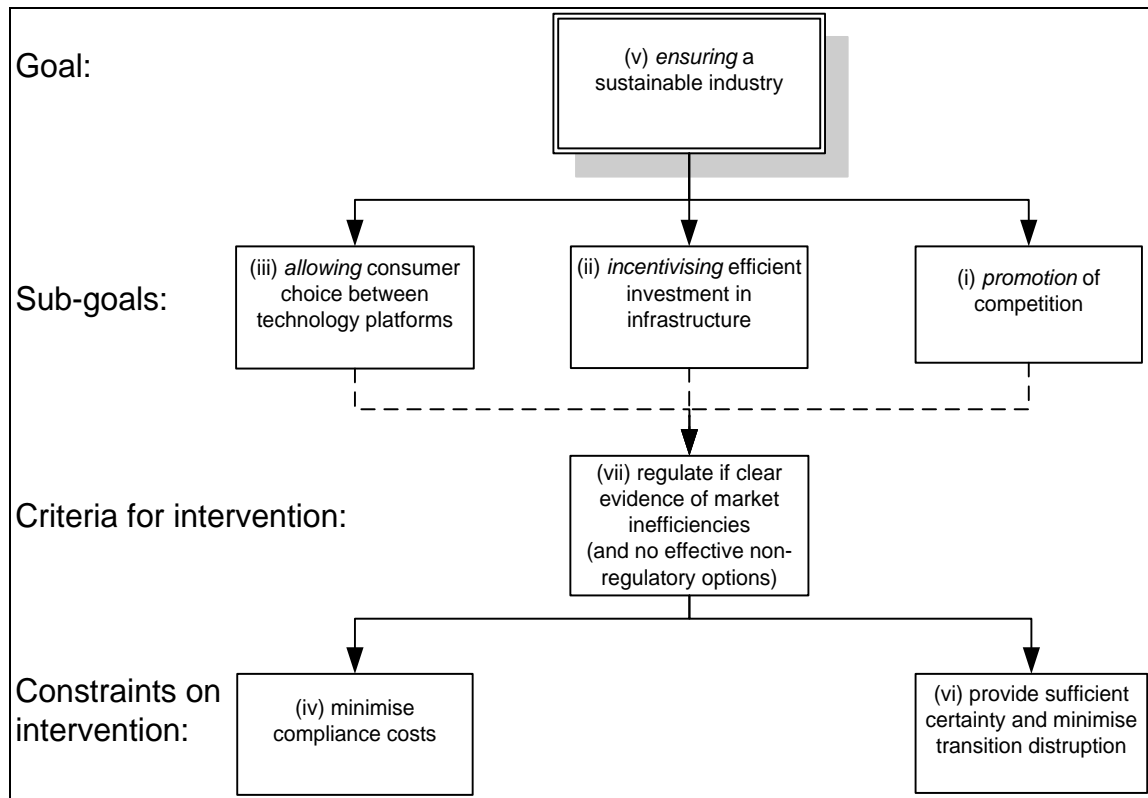 Goal:
(v) ensuring a
sustainable industry
Sub-goals:
(iii) allowing consumer
choice between
technology platforms
(ii) incentivising efficient
investment in
infrastructure
(i) promotion of
competition
Criteria for intervention:
(vii) regulate if clear
evidence of market
inefficiencies
(and no effective non-
regulatory options)
Constraints on
intervention:
(iv) minimise
compliance costs
(vi) provide sufficient
certainty and minimise
transition distruption